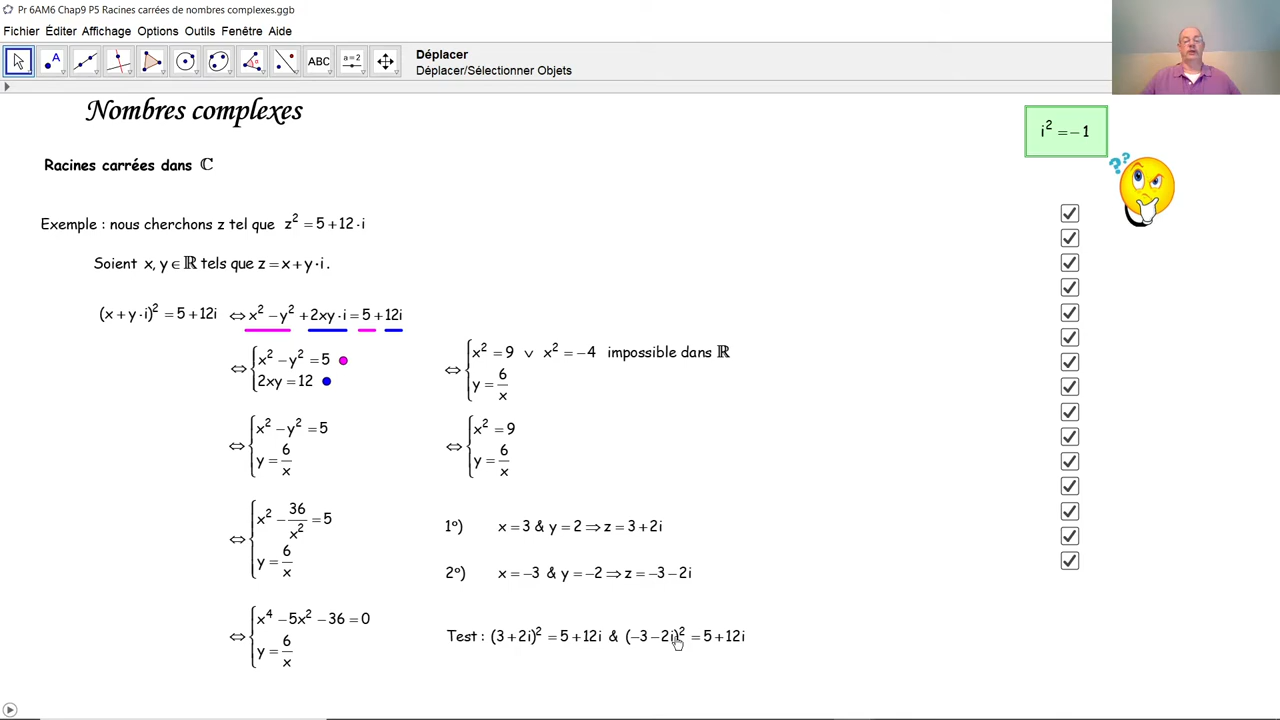 Pr 6AM6 Chap9 P5 Racines carrées de nombres complexes.ggb
Fichier Éditer Affichage Options Outils Fenêtre Aide
A ABC a=2
Déplacer
Déplacer/Sélectionner Objets
Nombres complexes
i² = −1
??
Racines carrées dans ℂ
Exemple : nous cherchons z tel que z² = 5 + 12 · i
Soient x, y ∈ ℝ tels que z = x + y · i .
(x + y · i)² = 5 + 12i ⇔ x² − y² + 2xy · i = 5 + 12i
⇔ { x² − y² = 5
2xy = 12
⇔ { x² − y² = 5
y = 6/x
⇔ { x² − 36/x² = 5
y = 6/x
⇔ { x⁴ − 5x² − 36 = 0
y = 6/x
⇔ { x² = 9 ∨ x² = −4 impossible dans ℝ
y = 6/x
⇔ { x² = 9
y = 6/x
1°) x = 3 & y = 2 ⇒ z = 3 + 2i
2°) x = −3 & y = −2 ⇒ z = −3 − 2i
Test : (3 + 2i)² = 5 + 12i & (−3 − 2i)² = 5 + 12i